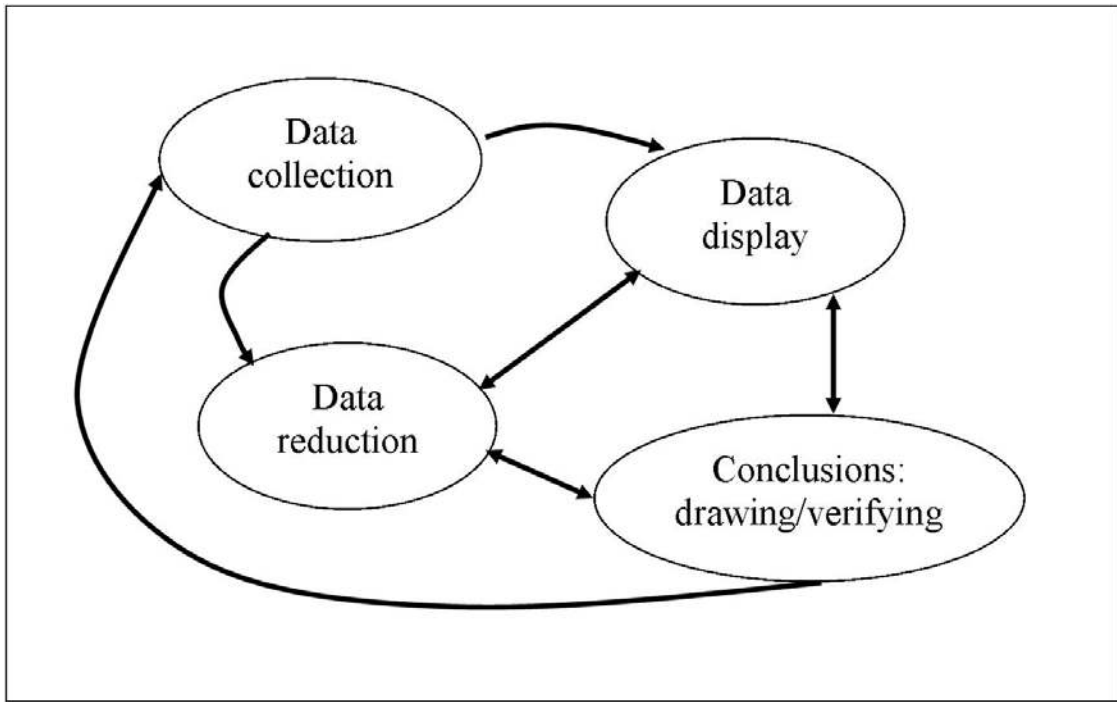 Data
collection
Data
display
Data
reduction
Conclusions:
drawing/verifying